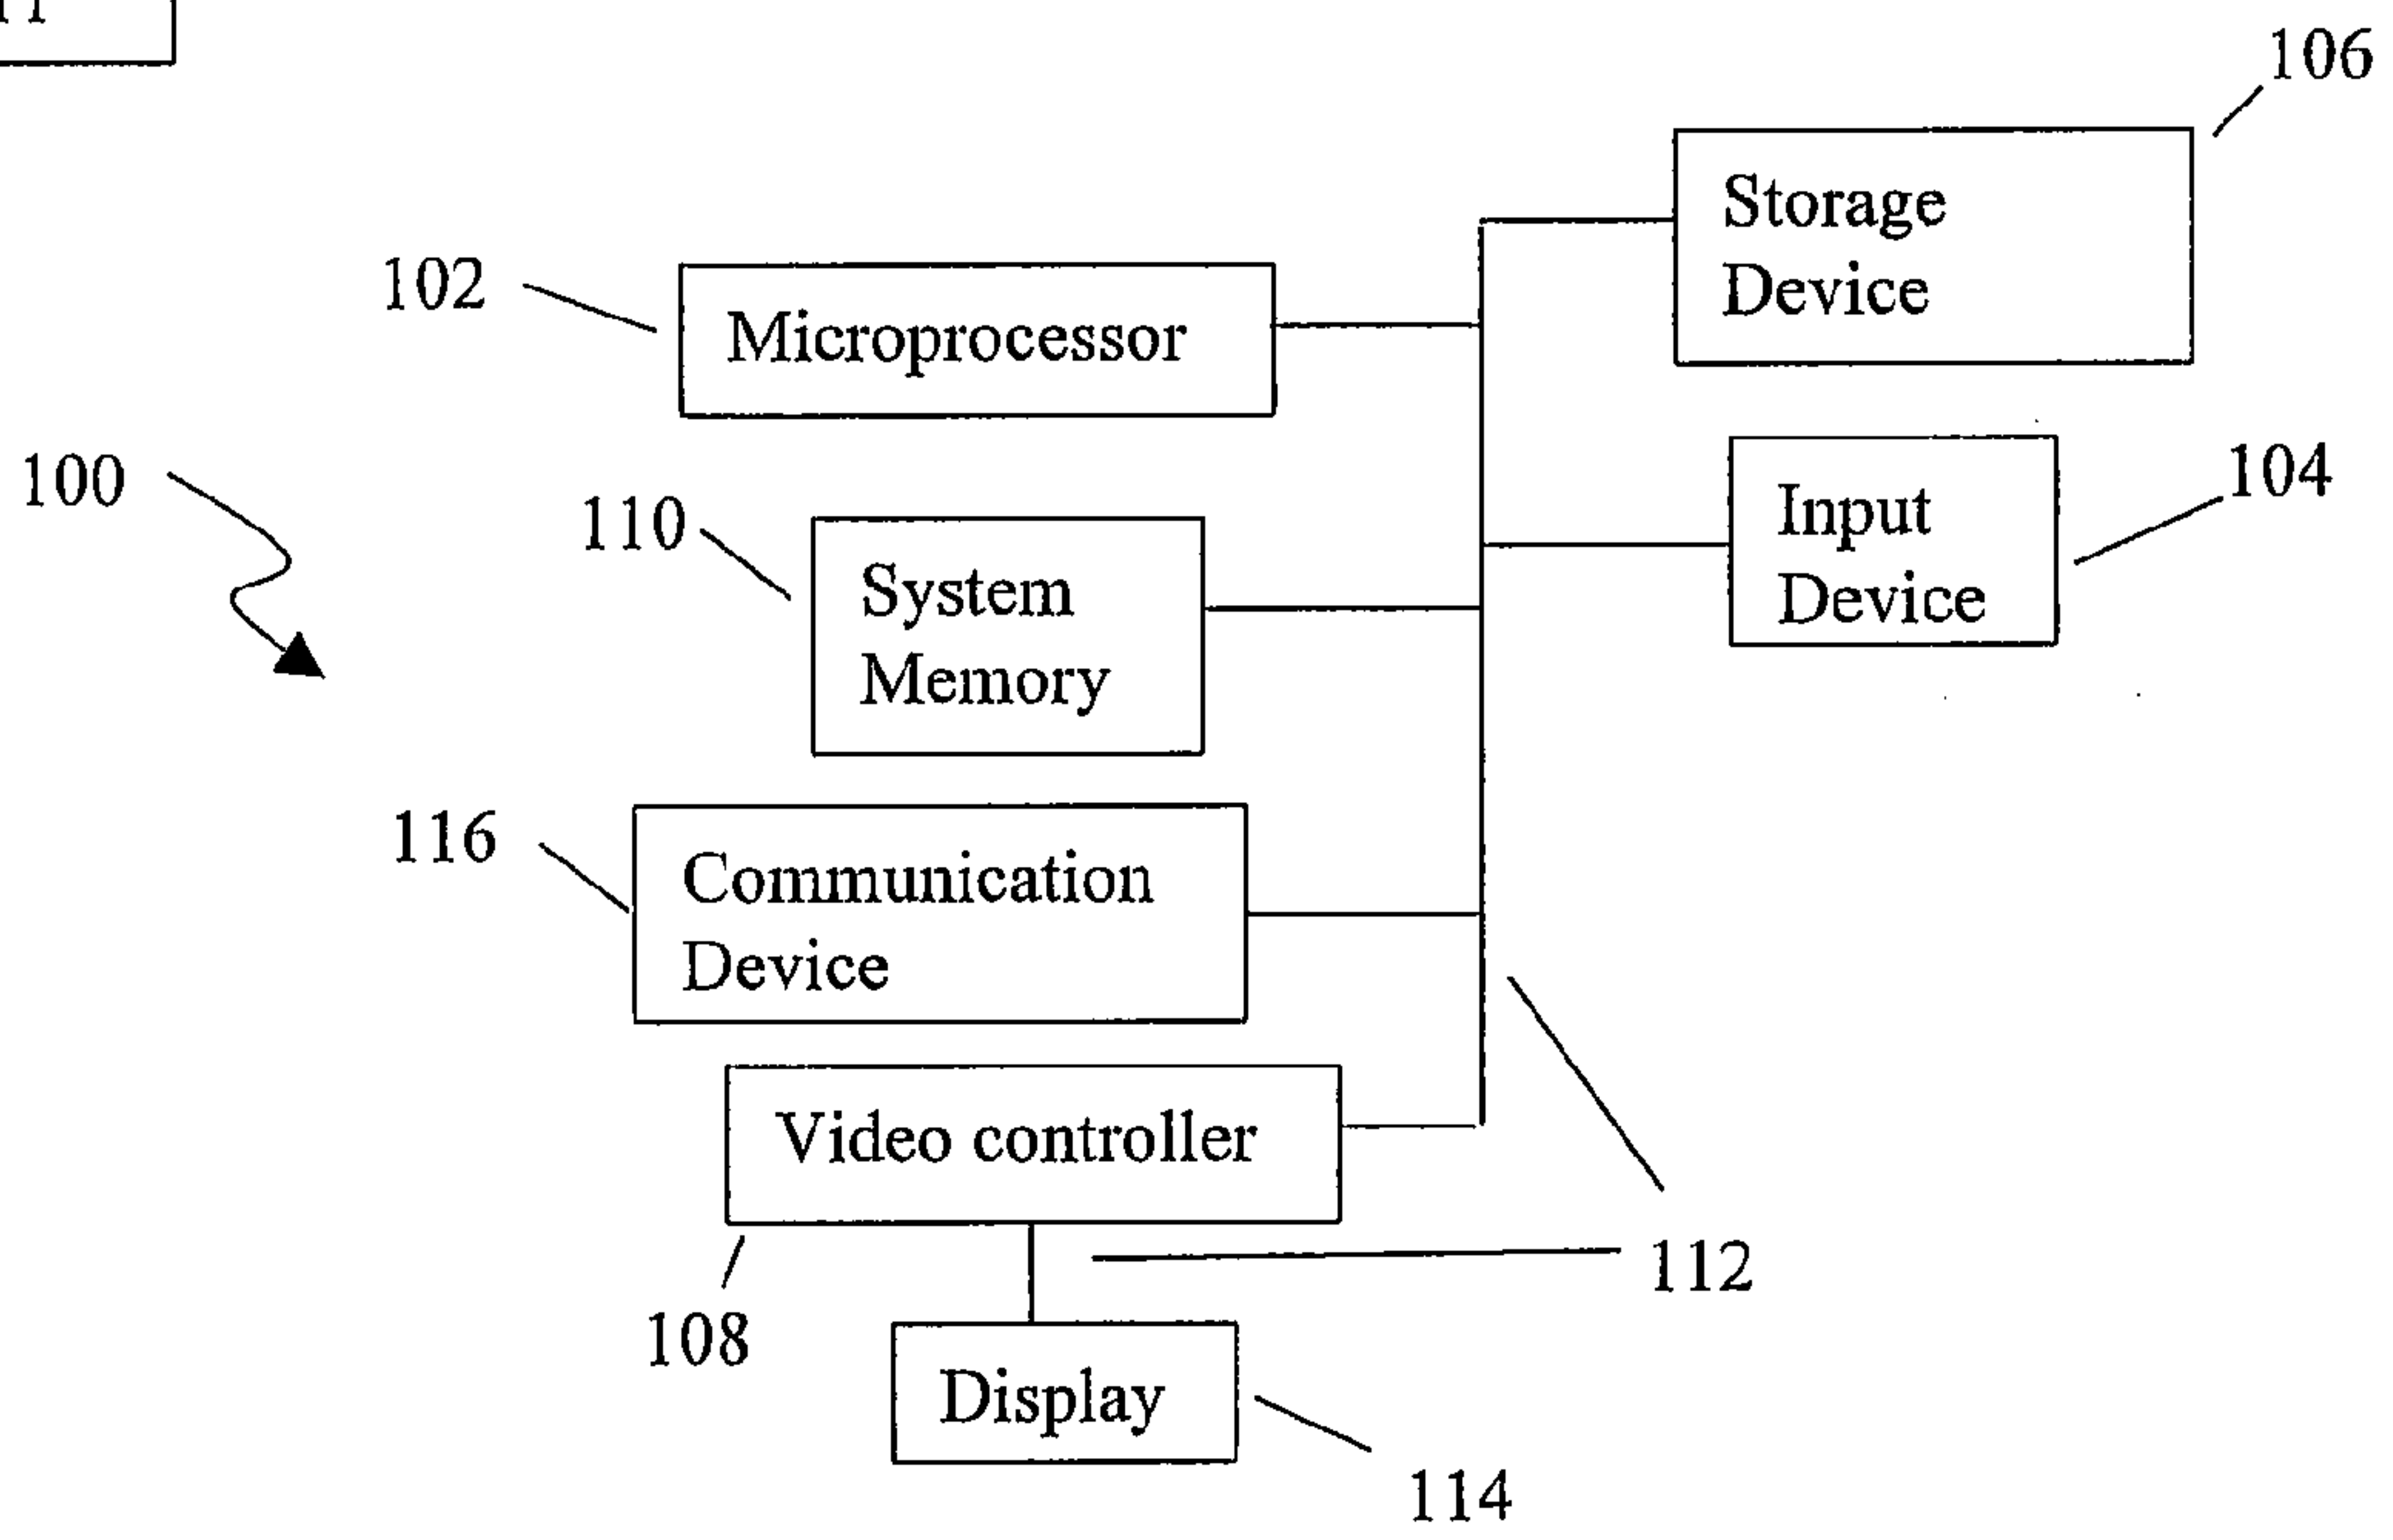 106
Storage
Device
102
Microprocessor
100
110
System
Memory
Input
Device
104
116
Communication
Device
Video controller
108
112
Display
114